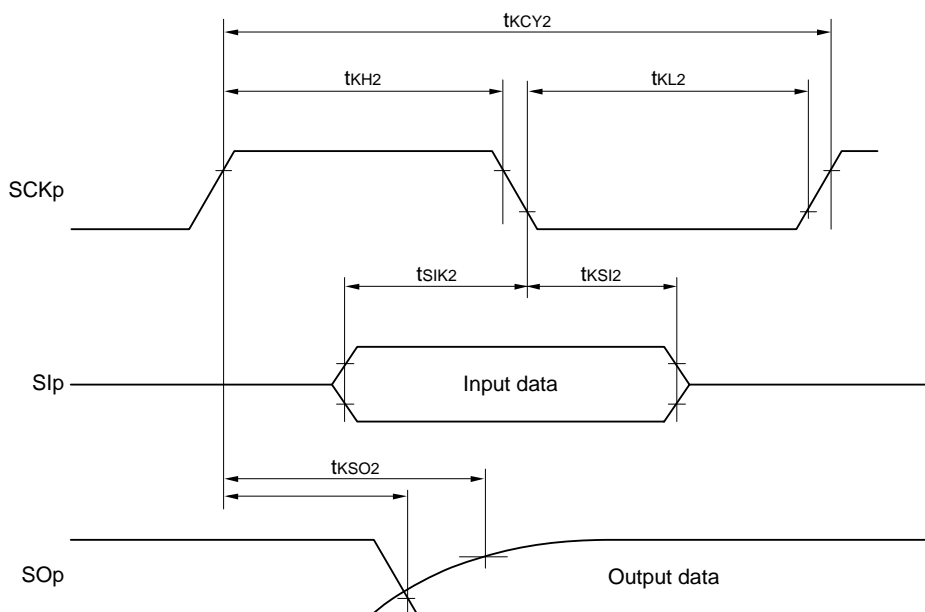 tKCY2
tKH2
tKL2
SCKp
tSIK2
tKSI2
SIp
Input data
tKSO2
SOp
Output data